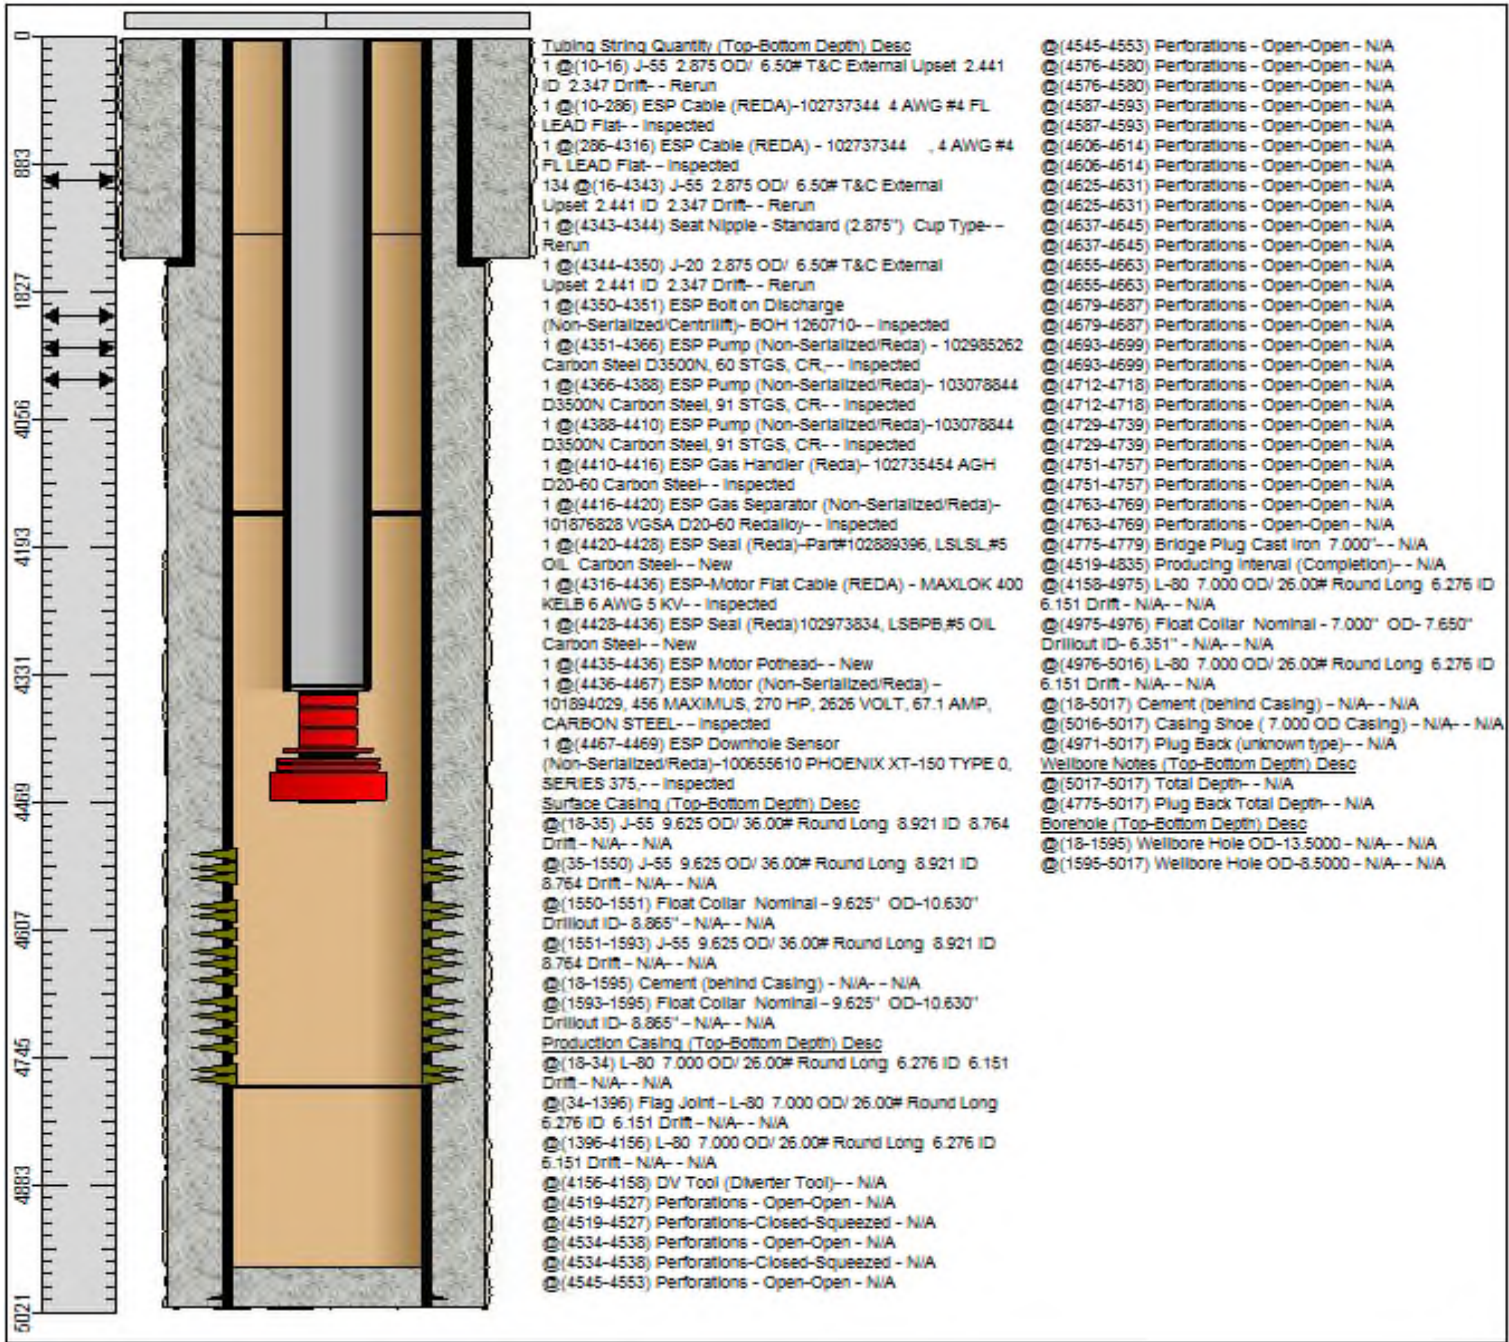 0
883
1827
4056
4193
4331
4469
4607
4745
4883
5021
Tubing String Quantity (Top-Bottom Depth) Desc
1 @(10-16) J-55 2.875 OD/ 6.50# T&C External Upset 2.441
ID 2.347 Drift- - Rerun
1 @(10-286) ESP Cable (REDA)-102737344 4 AWG #4 FL
LEAD Flat- - Inspected
1 @(286-4316) ESP Cable (REDA) - 102737344 , 4 AWG #4
FL LEAD Flat- - Inspected
134 @(16-4343) J-55 2.875 OD/ 6.50# T&C External
Upset 2.441 ID 2.347 Drift- - Rerun
1 @(4343-4344) Seat Nipple - Standard (2.875") Cup Type- -
Rerun
1 @(4344-4350) J-20 2.875 OD/ 6.50# T&C External
Upset 2.441 ID 2.347 Drift- - Rerun
1 @(4350-4351) ESP Bolt on Discharge
(Non-Serialized/Centrilift)- BOH 1260710- - Inspected
1 @(4351-4366) ESP Pump (Non-Serialized/Reda) - 102985262
Carbon Steel D3500N, 60 STGS, CR,- - Inspected
1 @(4366-4388) ESP Pump (Non-Serialized/Reda)- 103078844
D3500N Carbon Steel, 91 STGS, CR- - Inspected
1 @(4388-4410) ESP Pump (Non-Serialized/Reda)-103078844
D3500N Carbon Steel, 91 STGS, CR- - Inspected
1 @(4410-4416) ESP Gas Handler (Reda)- 102735454 AGH
D20-60 Carbon Steel- - Inspected
1 @(4416-4420) ESP Gas Separator (Non-Serialized/Reda)-
101876828 VGSA D20-60 Redalloy- - Inspected
1 @(4420-4428) ESP Seal (Reda)-Part#102889396, LSLSL,#5
OIL Carbon Steel- - New
1 @(4316-4436) ESP-Motor Flat Cable (REDA) - MAXLOK 400
KELB 6 AWG 5 KV- - Inspected
1 @(4428-4436) ESP Seal (Reda)102973834, LSBPB,#5 OIL
Carbon Steel- - New
1 @(4435-4436) ESP Motor Pothead- - New
1 @(4436-4467) ESP Motor (Non-Serialized/Reda) -
101894029, 456 MAXIMUS, 270 HP, 2626 VOLT, 67.1 AMP,
CARBON STEEL- - Inspected
1 @(4467-4469) ESP Downhole Sensor
(Non-Serialized/Reda)-100655610 PHOENIX XT-150 TYPE 0,
SERIES 375,- - Inspected
Surface Casing (Top-Bottom Depth) Desc
@(18-35) J-55 9.625 OD/ 36.00# Round Long 8.921 ID 8.764
Drift - N/A- - N/A
@(35-1550) J-55 9.625 OD/ 36.00# Round Long 8.921 ID
8.764 Drift - N/A- - N/A
@(1550-1551) Float Collar Nominal - 9.625" OD-10.630"
Drillout ID- 8.865" - N/A- - N/A
@(1551-1593) J-55 9.625 OD/ 36.00# Round Long 8.921 ID
8.764 Drift - N/A- - N/A
@(18-1595) Cement (behind Casing) - N/A- - N/A
@(1593-1595) Float Collar Nominal - 9.625" OD-10.630"
Drillout ID- 8.865" - N/A- - N/A
Production Casing (Top-Bottom Depth) Desc
@(18-34) L-80 7.000 OD/ 26.00# Round Long 6.276 ID 6.151
Drift - N/A- - N/A
@(34-1396) Flag Joint - L-80 7.000 OD/ 26.00# Round Long
6.276 ID 6.151 Drift - N/A- - N/A
@(1396-4156) L-80 7.000 OD/ 26.00# Round Long 6.276 ID
6.151 Drift - N/A- - N/A
@(4156-4158) DV Tool (Diverter Tool)- - N/A
@(4519-4527) Perforations - Open-Open - N/A
@(4519-4527) Perforations-Closed-Squeezed - N/A
@(4534-4538) Perforations - Open-Open - N/A
@(4534-4538) Perforations-Closed-Squeezed - N/A
@(4545-4553) Perforations - Open-Open - N/A
@(4545-4553) Perforations - Open-Open - N/A
@(4576-4580) Perforations - Open-Open - N/A
@(4576-4580) Perforations - Open-Open - N/A
@(4587-4593) Perforations - Open-Open - N/A
@(4587-4593) Perforations - Open-Open - N/A
@(4606-4614) Perforations - Open-Open - N/A
@(4606-4614) Perforations - Open-Open - N/A
@(4625-4631) Perforations - Open-Open - N/A
@(4625-4631) Perforations - Open-Open - N/A
@(4637-4645) Perforations - Open-Open - N/A
@(4637-4645) Perforations - Open-Open - N/A
@(4655-4663) Perforations - Open-Open - N/A
@(4655-4663) Perforations - Open-Open - N/A
@(4679-4687) Perforations - Open-Open - N/A
@(4679-4687) Perforations - Open-Open - N/A
@(4693-4699) Perforations - Open-Open - N/A
@(4693-4699) Perforations - Open-Open - N/A
@(4712-4718) Perforations - Open-Open - N/A
@(4712-4718) Perforations - Open-Open - N/A
@(4729-4739) Perforations - Open-Open - N/A
@(4729-4739) Perforations - Open-Open - N/A
@(4751-4757) Perforations - Open-Open - N/A
@(4751-4757) Perforations - Open-Open - N/A
@(4763-4769) Perforations - Open-Open - N/A
@(4763-4769) Perforations - Open-Open - N/A
@(4775-4779) Bridge Plug Cast Iron 7.000"- - N/A
@(4519-4835) Producing Interval (Completion)- - N/A
@(4158-4975) L-80 7.000 OD/ 26.00# Round Long 6.276 ID
6.151 Drift - N/A- - N/A
@(4975-4976) Float Collar Nominal - 7.000" OD- 7.650"
Drillout ID- 6.351" - N/A- - N/A
@(4976-5016) L-80 7.000 OD/ 26.00# Round Long 6.276 ID
6.151 Drift - N/A- - N/A
@(18-5017) Cement (behind Casing) - N/A- - N/A
@(5016-5017) Casing Shoe ( 7.000 OD Casing) - N/A- - N/A
@(4971-5017) Plug Back (unknown type)- - N/A
Wellbore Notes (Top-Bottom Depth) Desc
@(5017-5017) Total Depth- - N/A
@(4775-5017) Plug Back Total Depth- - N/A
Borehole (Top-Bottom Depth) Desc
@(18-1595) Wellbore Hole OD-13.5000 - N/A- - N/A
@(1595-5017) Wellbore Hole OD-8.5000 - N/A- - N/A